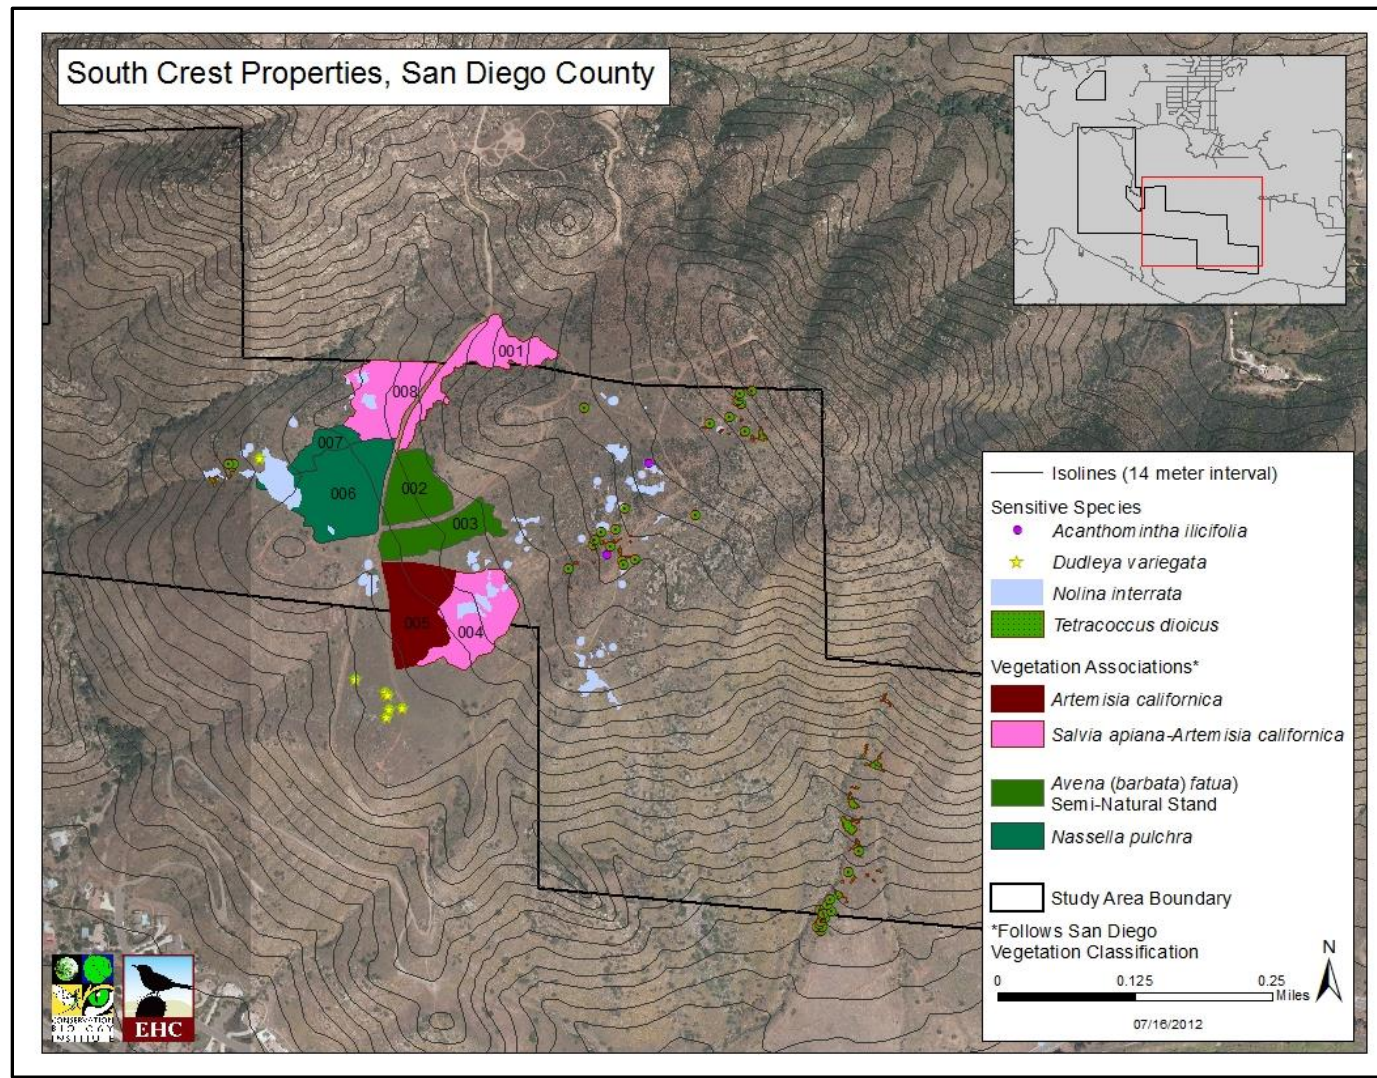 South Crest Properties, San Diego County
001
008
007
002
006
003
005
004
Isolines (14 meter interval)
Sensitive Species
Acanthomintha ilicifolia
Dudleya variegata
Nolina interrata
Tetracoccus dioicus
Vegetation Associations*
Artemisia californica
Salvia apiana-Artemisia californica
Avena (barbata) fatua)
Semi-Natural Stand
Nassella pulchra
Study Area Boundary
*Follows San Diego
Vegetation Classification
N
0 0.125 0.25
Miles
07/16/2012
CONSERVATION
BIOLOGY
INSTITUTE
EHC